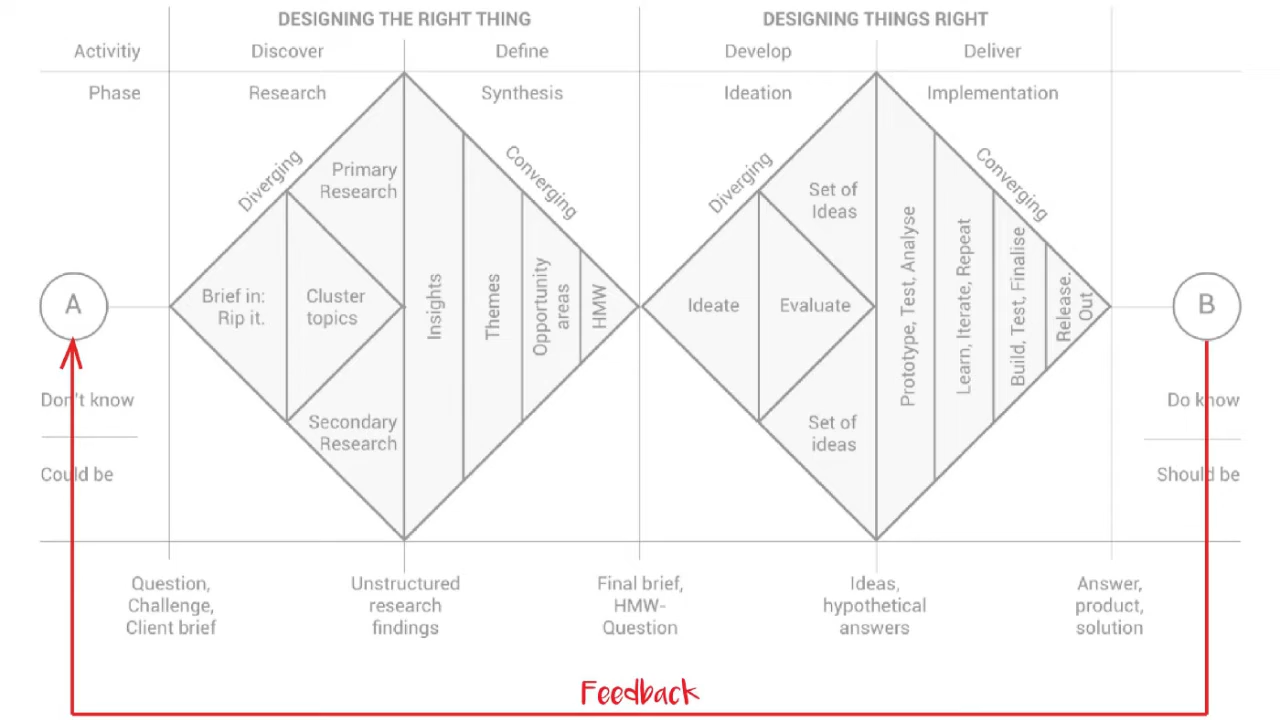 DESIGNING THE RIGHT THING
DESIGNING THINGS RIGHT
Activitiy
Discover
Define
Develop
Deliver
Phase
Research
Synthesis
Ideation
Implementation
Diverging
Primary
Research
Converging
Brief in:
Rip it.
Cluster
topics
Secondary
Research
Insights
Themes
Opportunity
areas
HMW
Diverging
Set of
Ideas
Converging
Ideate
Evaluate
Set of
ideas
Prototype, Test, Analyse
Learn, Iterate, Repeat
Build, Test, Finalise
Release.
Out
A
B
Don't know
Could be
Do know
Should be
Question,
Challenge,
Client brief
Unstructured
research
findings
Final brief,
HMW-
Question
Ideas,
hypothetical
answers
Answer,
product,
solution
Feedback